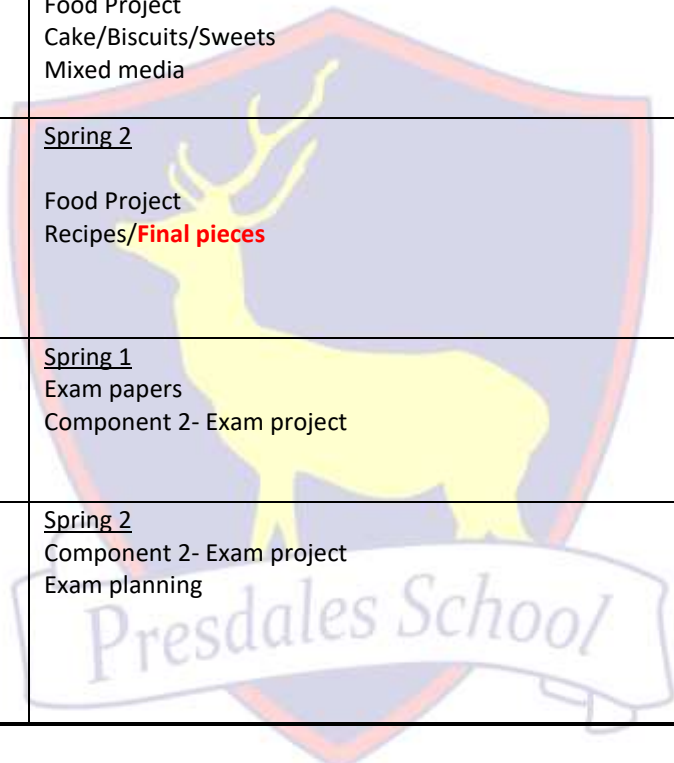 Food Project
Cake/Biscuits/Sweets
Mixed media
Spring 2
Food Project
Recipes/Final pieces
Spring 1
Exam papers
Component 2- Exam project
Spring 2
Component 2- Exam project
Exam planning
Presdales School